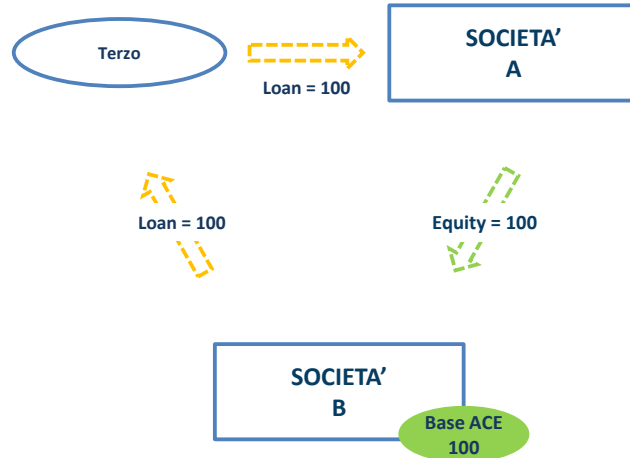 Terzo
SOCIETA'
A
Loan = 100
Loan = 100
Equity = 100
SOCIETA'
B
Base ACE
100